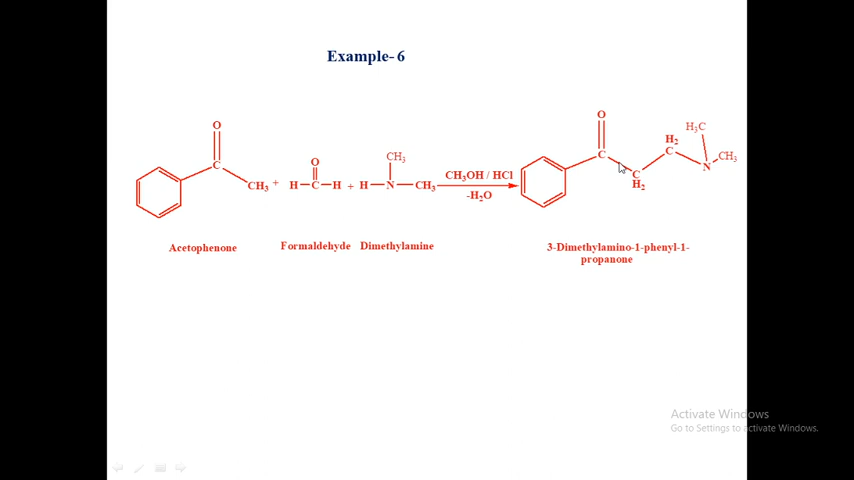 Example- 6
O
C
CH₃
+
O
H
C
H
+
CH₃
H
N
CH₃
CH₃OH / HCl
-H₂O
O
C
C
H₂
H₂
C
H₃C
N
CH₃
Acetophenone
Formaldehyde
Dimethylamine
3-Dimethylamino-1-phenyl-1-
propanone
Activate Windows
Go to Settings to activate Windows.